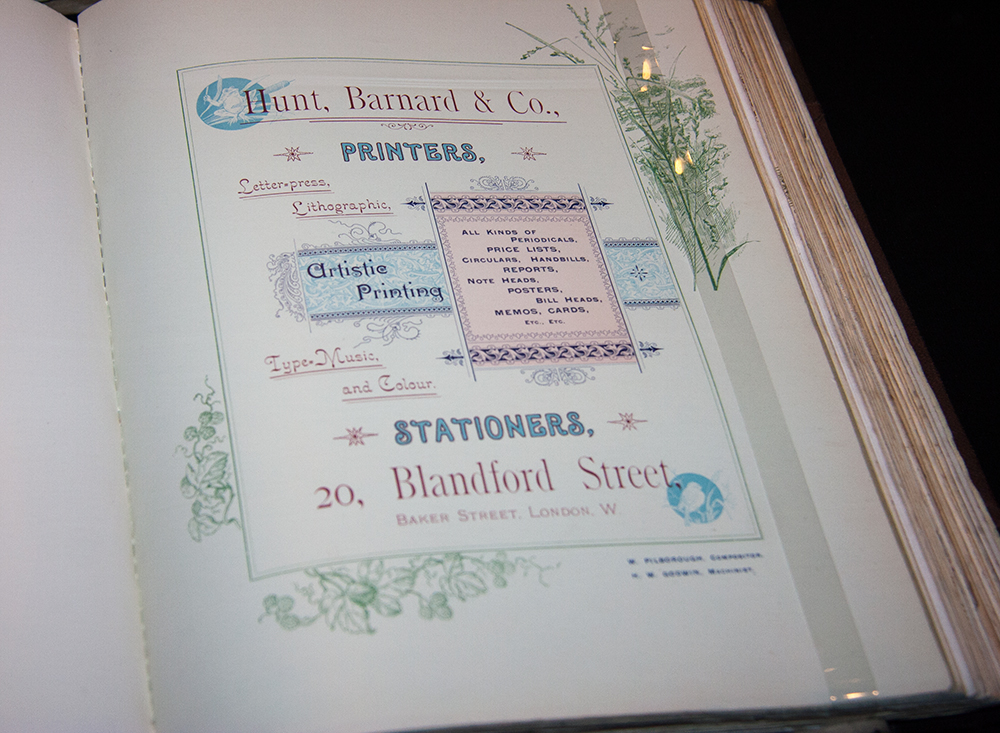 Hunt, Barnard & Co.,
PRINTERS,
Letter-press,
Lithographic,
Artistic
Printing
ALL KINDS OF
PERIODICALS,
PRICE LISTS,
CIRCULARS, HANDBILLS,
REPORTS,
NOTE HEADS,
POSTERS,
BILL HEADS,
MEMOS, CARDS,
ETC., ETC.
Type-Music,
and Colour.
STATIONERS,
20, Blandford Street,
BAKER STREET, LONDON, W.
W. PILBOROUGH, COMPOSITOR.
H. W. GODWIN, MACHINIST.